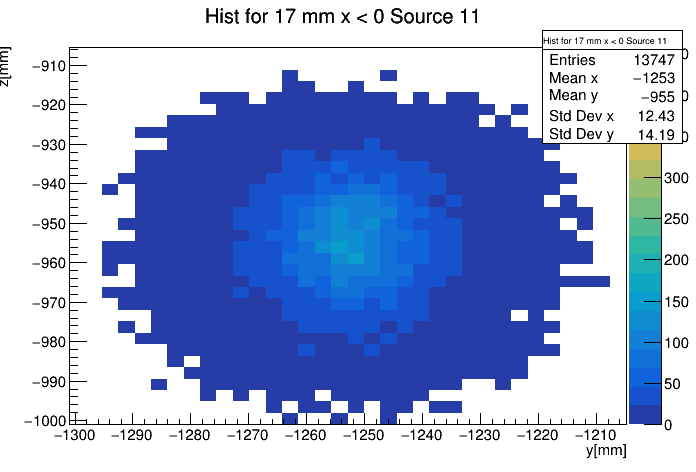 Hist for 17 mm x < 0 Source 11
z[mm]
Hist for 17 mm x < 0 Source 11
Entries 13747
Mean x −1253
Mean y −955
Std Dev x 12.43
Std Dev y 14.19
−910
−920
−930
−940
−950
−960
−970
−980
−990
−1000
300
250
200
150
100
50
0
−1300 −1290 −1280 −1270 −1260 −1250 −1240 −1230 −1220 −1210
y[mm]